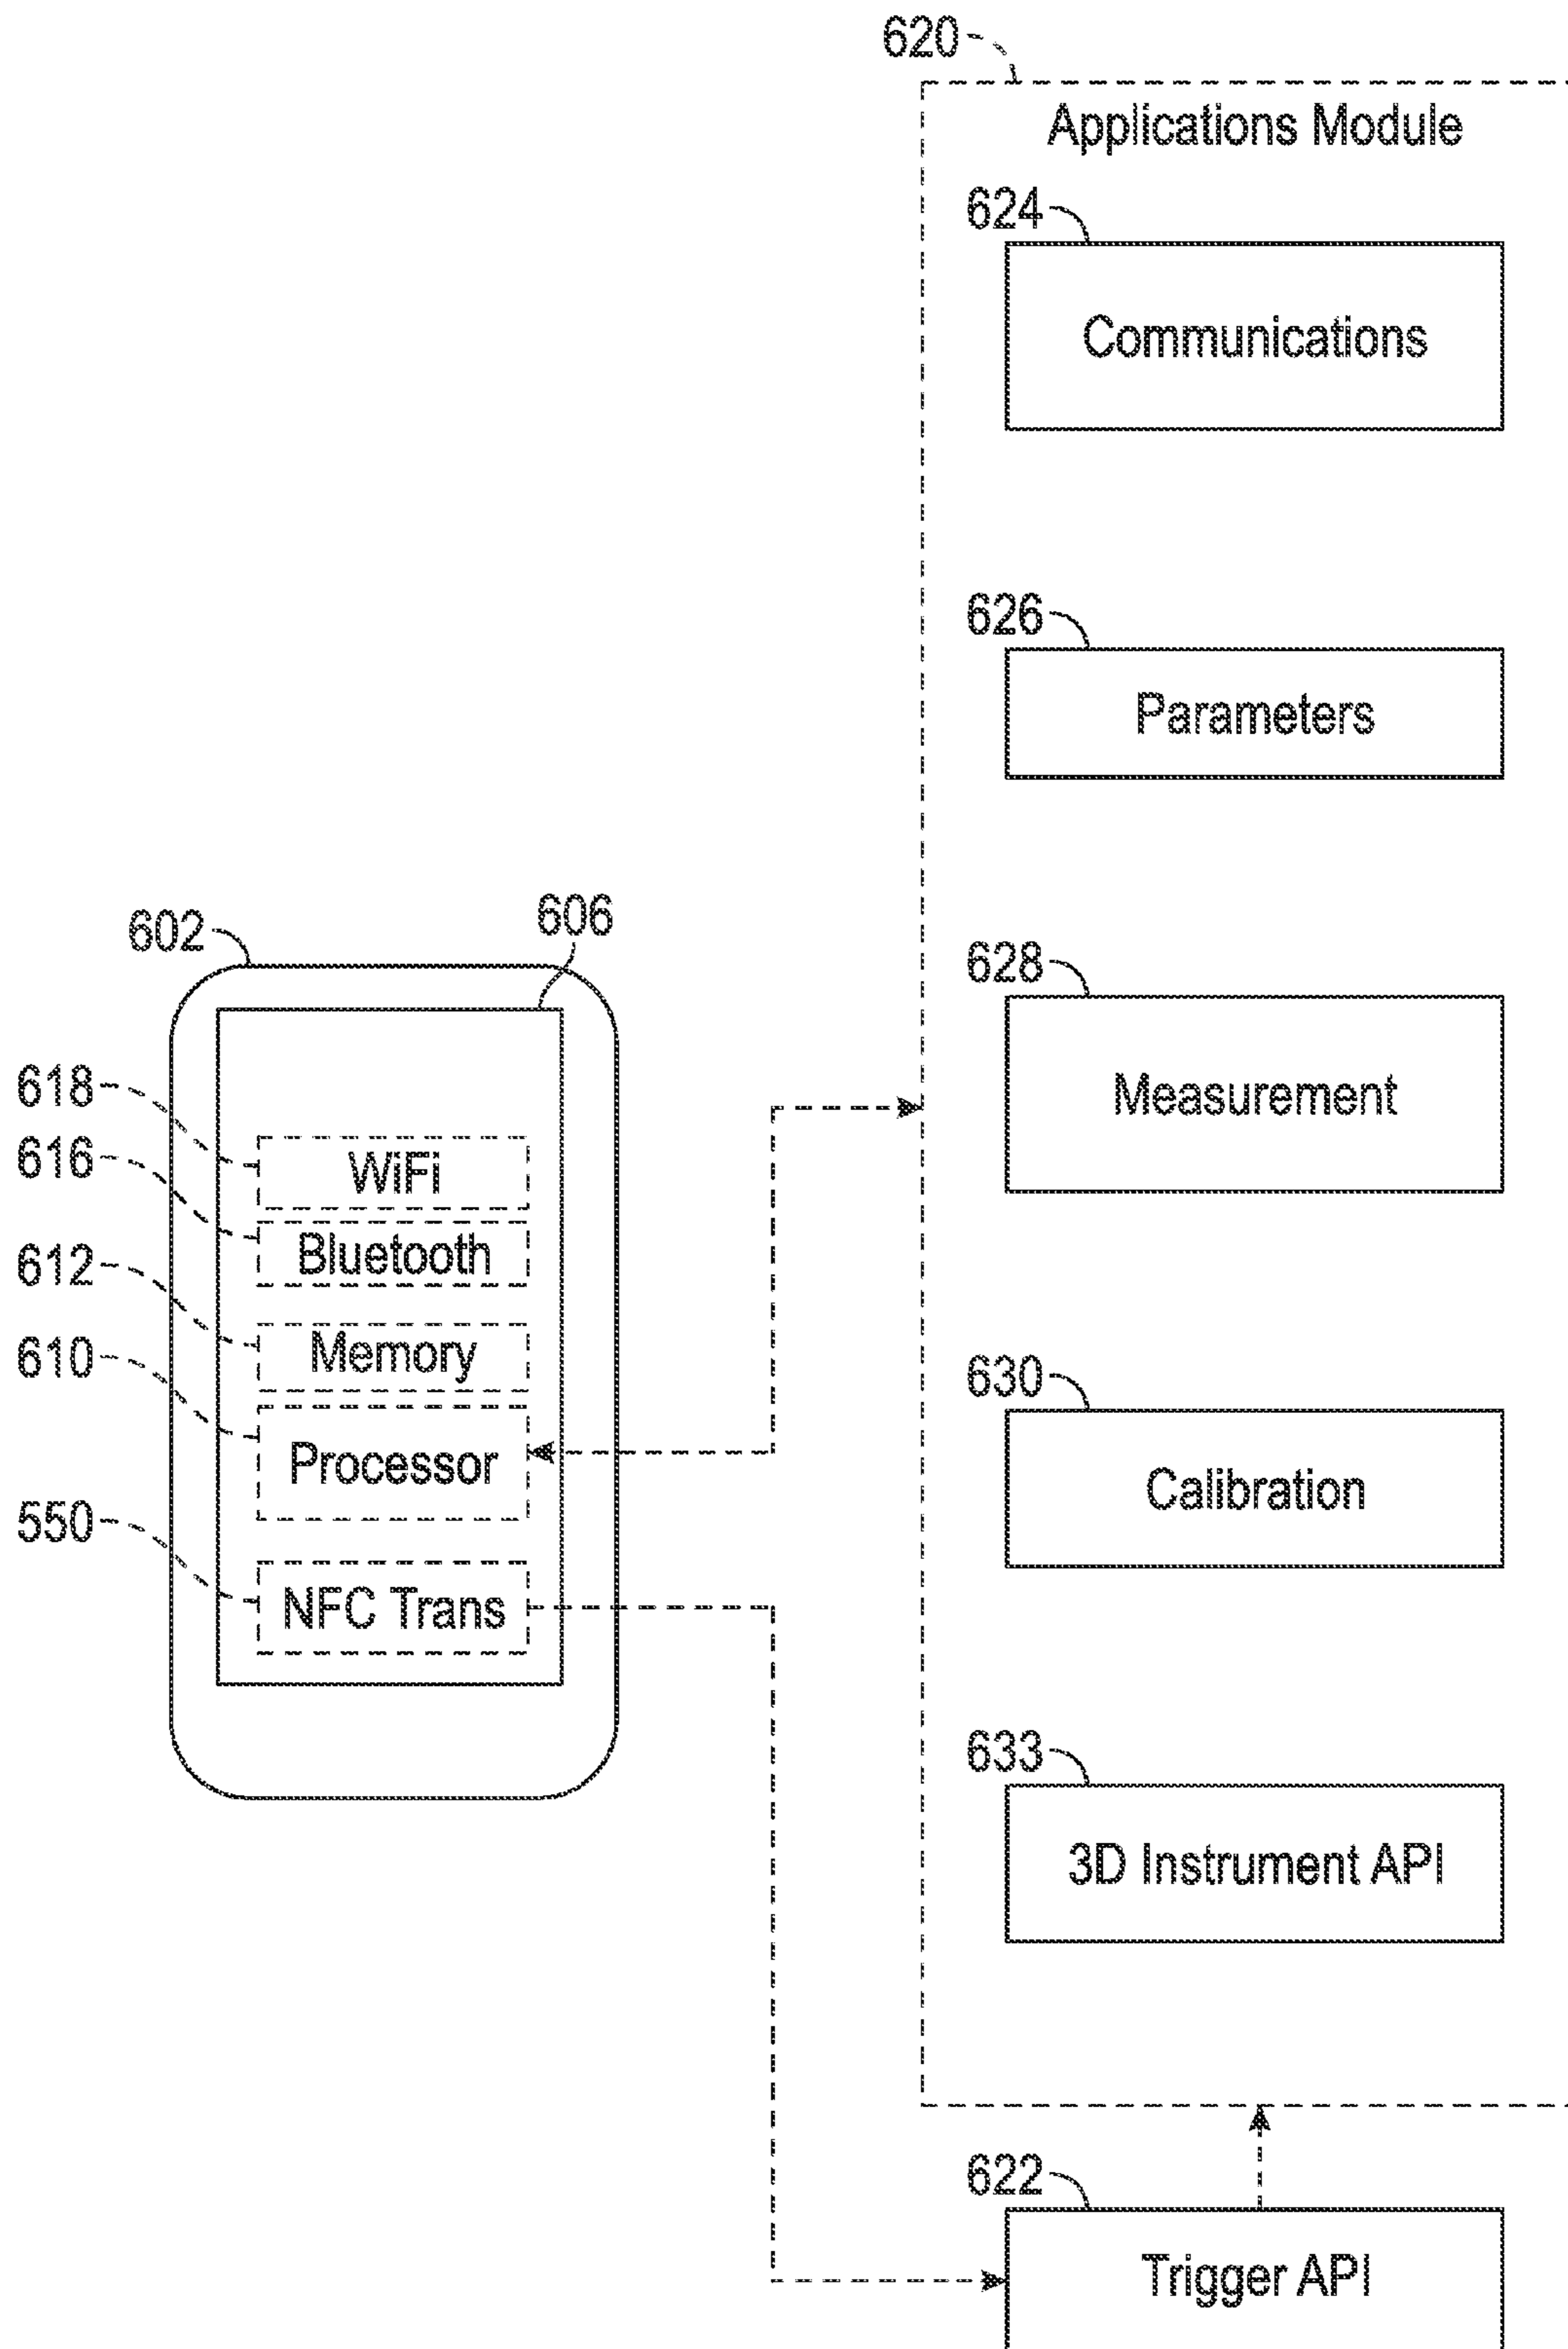 620
Applications Module
624
Communications
626
Parameters
602
606
628
Measurement
618
WiFi
616
Bluetooth
612
Memory
610
Processor
630
Calibration
550
NFC Trans
633
3D Instrument API
622
Trigger API